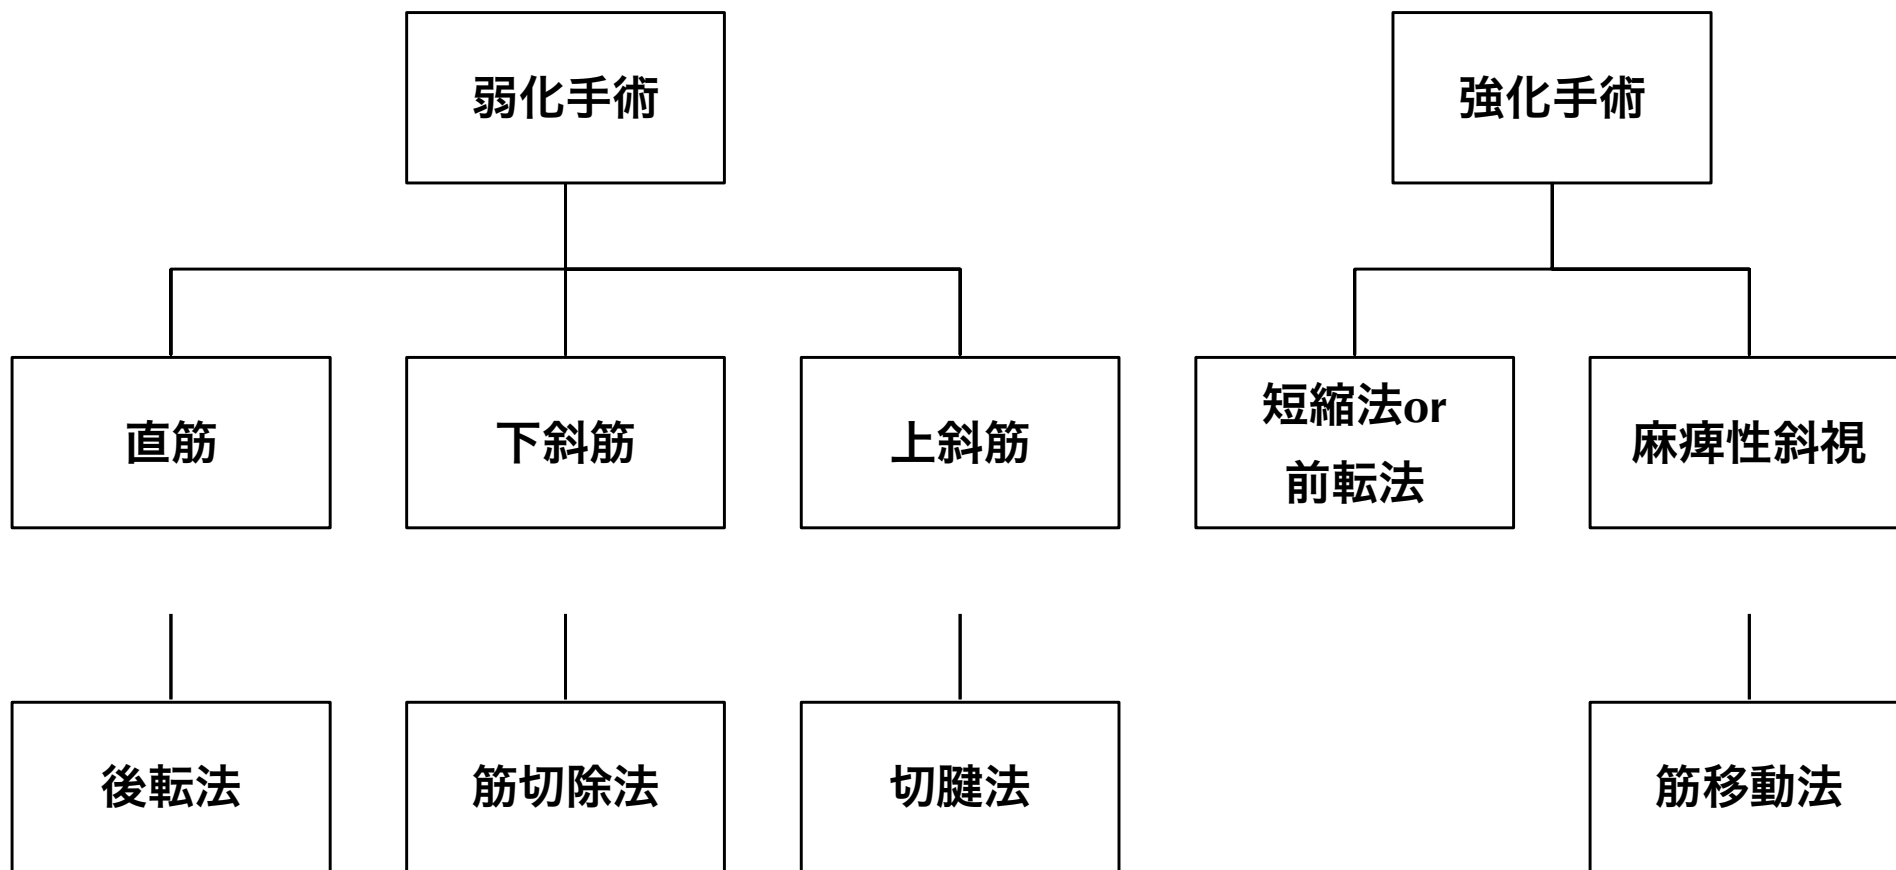 弱化手術
強化手術
直筋
下斜筋
上斜筋
短縮法or
前転法
麻痺性斜視
後転法
筋切除法
切腱法
筋移動法